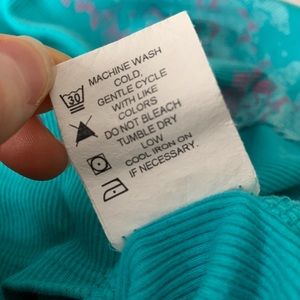 30
MACHINE WASH
COLD.
GENTLE CYCLE
WITH LIKE
COLORS
DO NOT BLEACH
TUMBLE DRY
LOW
COOL IRON ON
IF NECESSARY.